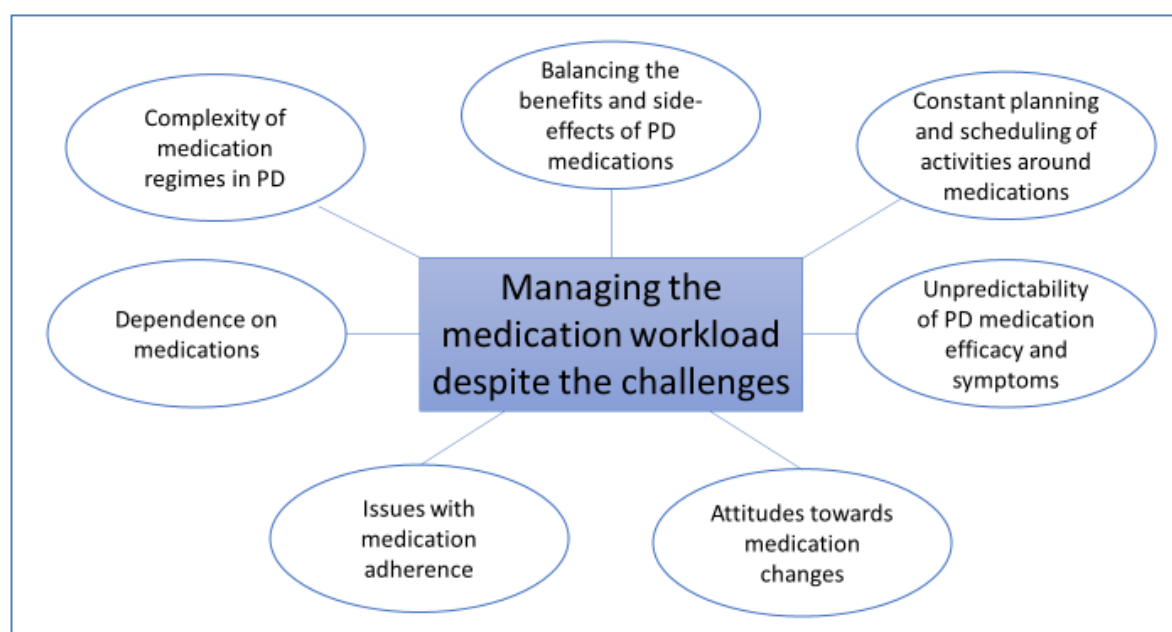 Complexity of
medication
regimes in PD
Balancing the
benefits and side-
effects of PD
medications
Constant planning
and scheduling of
activities around
medications
Dependence on
medications
Managing the
medication workload
despite the challenges
Unpredictability
of PD medication
efficacy and
symptoms
Issues with
medication
adherence
Attitudes towards
medication
changes